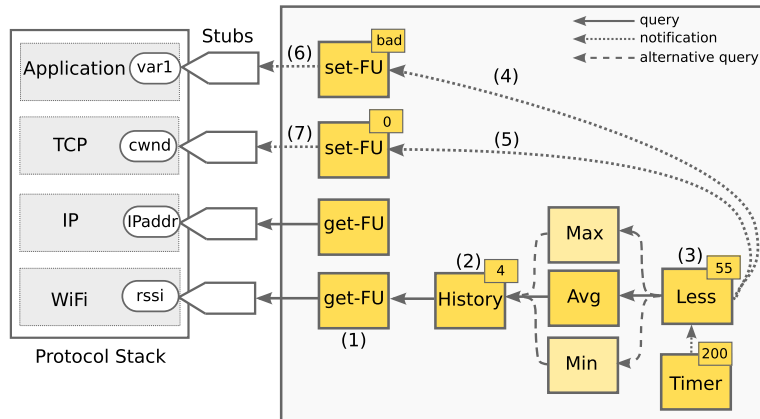 query
notification
alternative query
Stubs
Application
var1
(6)
bad
set-FU
(4)
TCP
cwnd
(7)
0
set-FU
(5)
IP
IPaddr
get-FU
Max
(2)
4
History
Avg
(3)
55
Less
WiFi
rssi
get-FU
(1)
Min
200
Timer
Protocol Stack